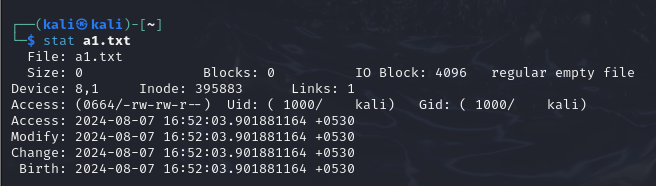 ┌──(kali㉿kali)-[~]
└─$ stat a1.txt
  File: a1.txt
  Size: 0               Blocks: 0          IO Block: 4096   regular empty file
Device: 8,1     Inode: 395883      Links: 1
Access: (0664/-rw-rw-r--)  Uid: ( 1000/    kali)   Gid: ( 1000/    kali)
Access: 2024-08-07 16:52:03.901881164 +0530
Modify: 2024-08-07 16:52:03.901881164 +0530
Change: 2024-08-07 16:52:03.901881164 +0530
 Birth: 2024-08-07 16:52:03.901881164 +0530